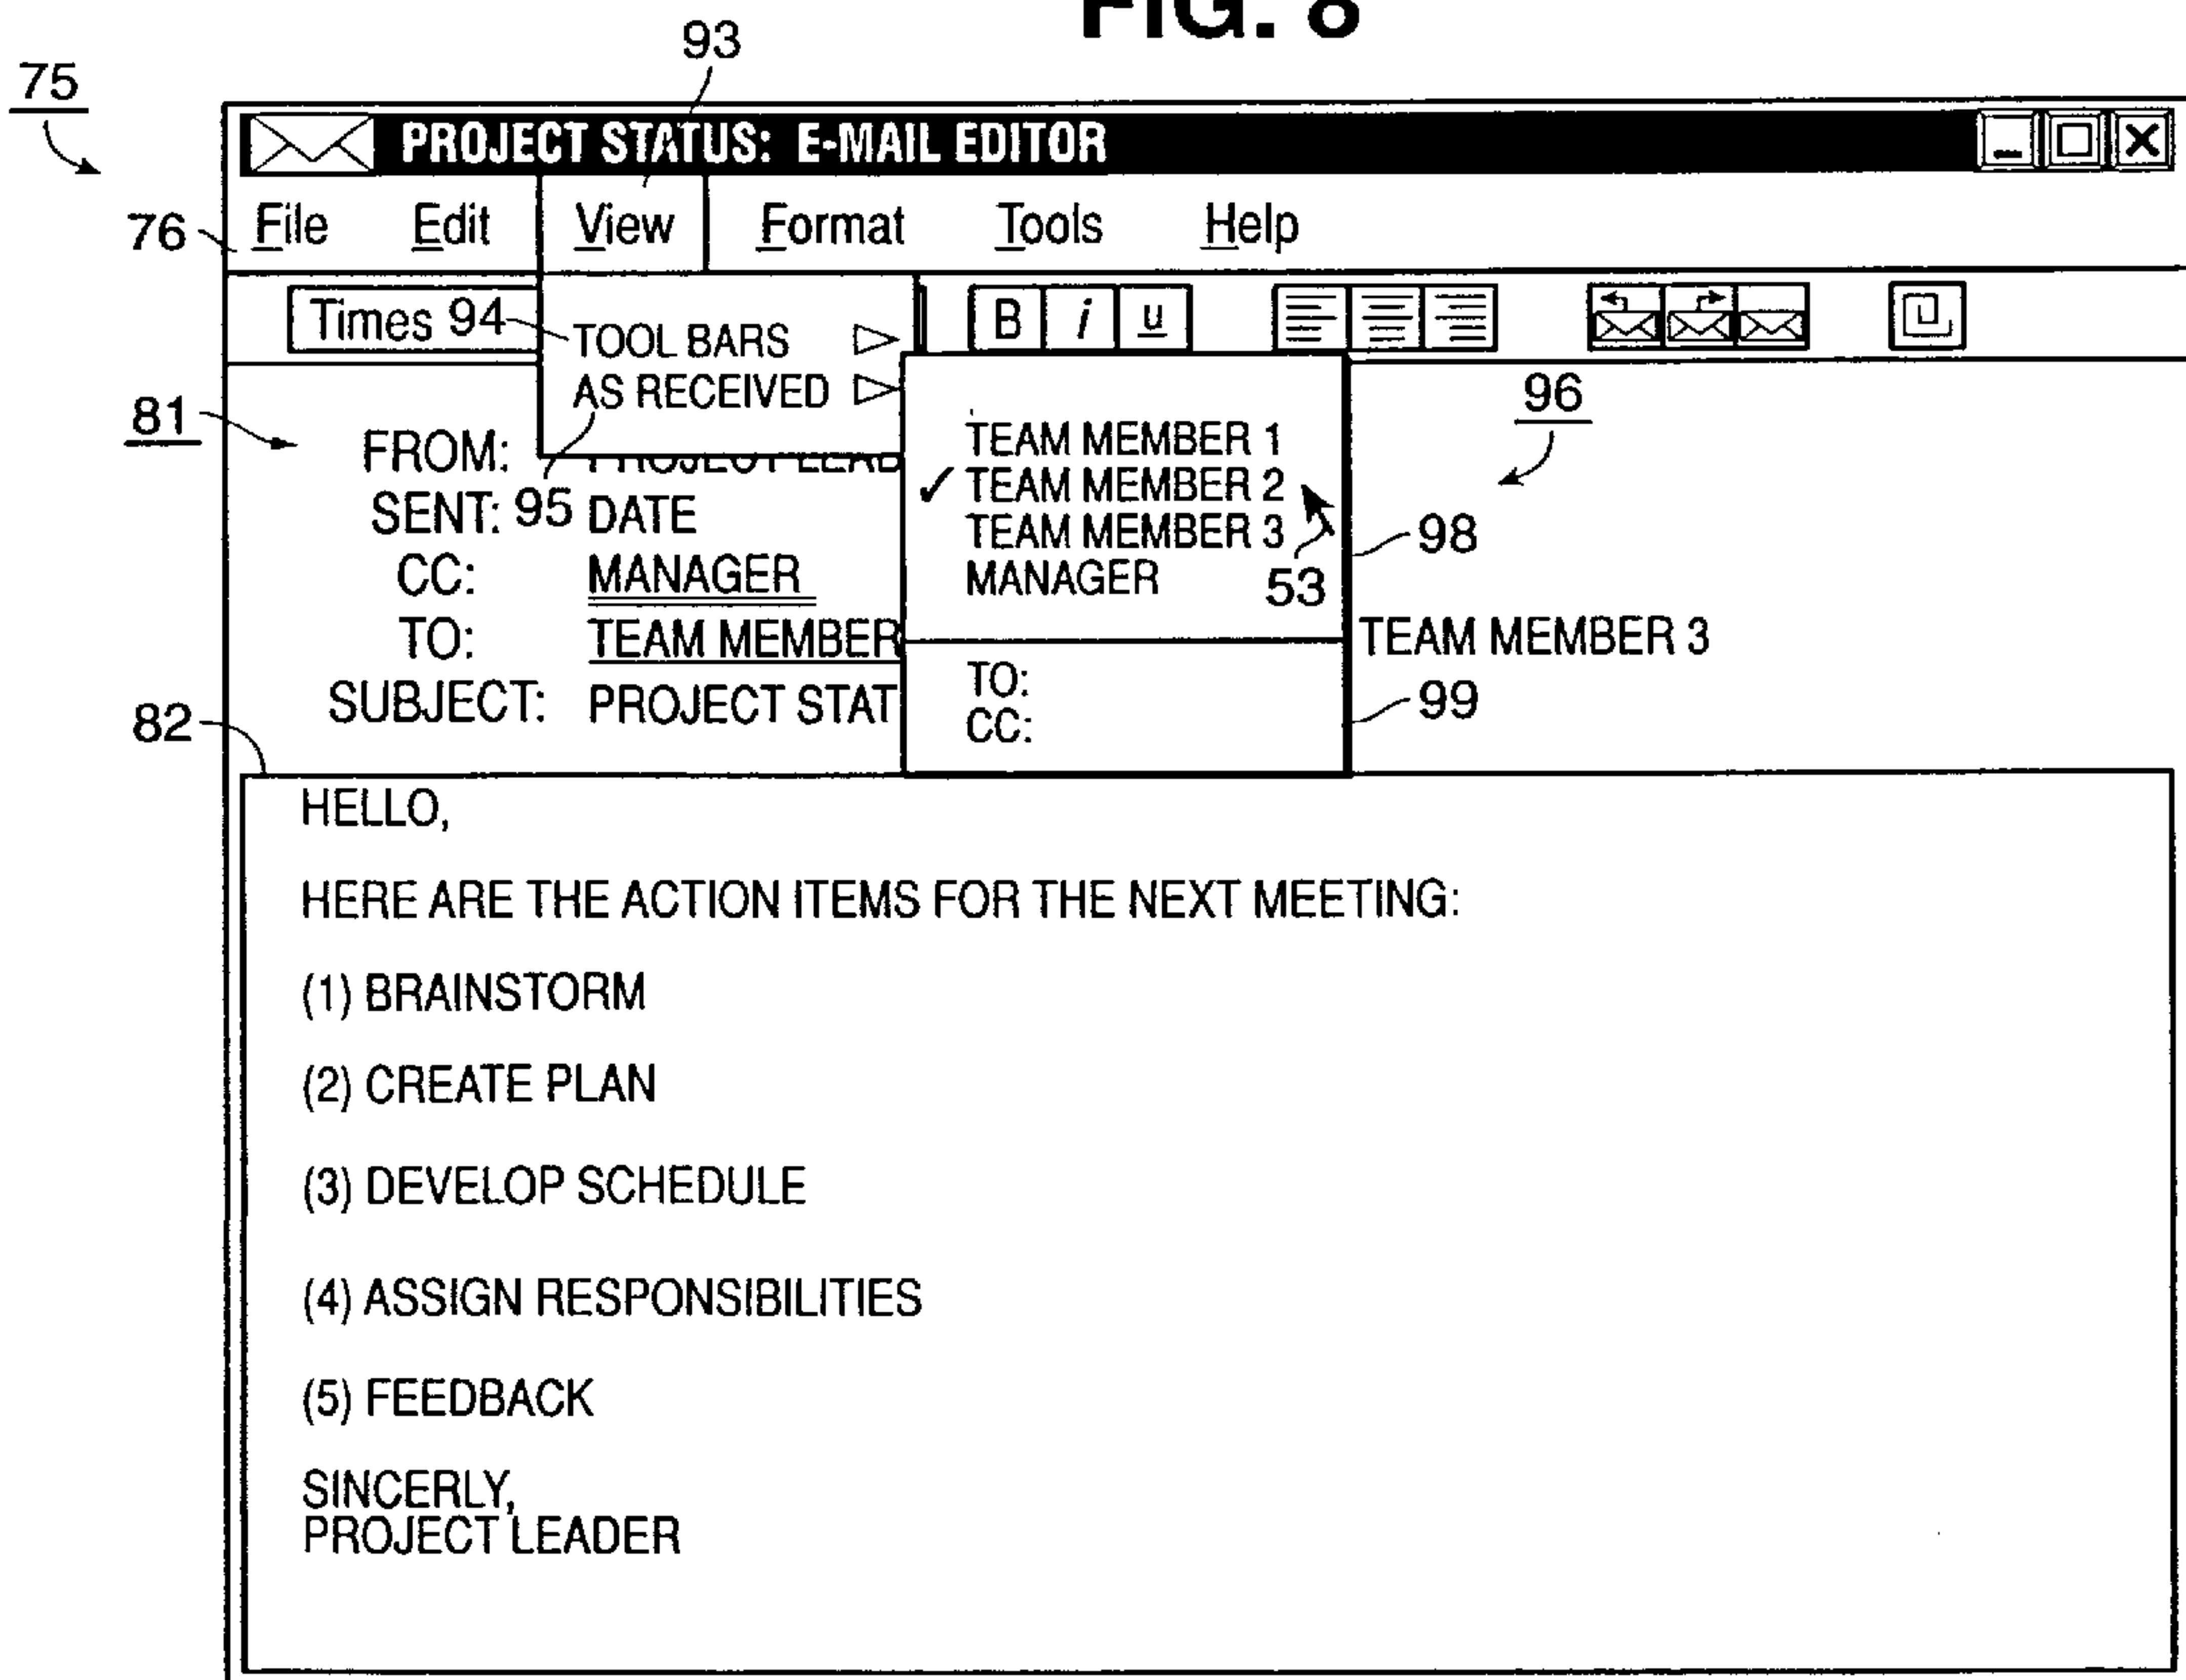 FIG. 8
93
75
PROJECT STATUS: E-MAIL EDITOR
76
File Edit View Format Tools Help
Times 94 B i u
TOOL BARS
AS RECEIVED
96
81
FROM: PROJECT LEAD
TEAM MEMBER 1
✓ TEAM MEMBER 2
SENT: 95 DATE
TEAM MEMBER 3
98
CC: MANAGER
MANAGER
53
TO: TEAM MEMBER
TEAM MEMBER 3
TO:
SUBJECT: PROJECT STAT
CC:
99
82
HELLO,
HERE ARE THE ACTION ITEMS FOR THE NEXT MEETING:
(1) BRAINSTORM
(2) CREATE PLAN
(3) DEVELOP SCHEDULE
(4) ASSIGN RESPONSIBILITIES
(5) FEEDBACK
SINCERLY,
PROJECT LEADER